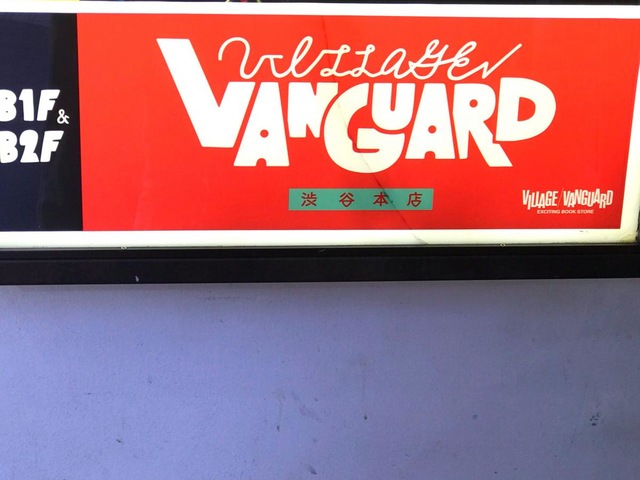 B1F &
B2F
VILLAGE
VANGUARD
渋谷本店
VILLAGE/VANGUARD
EXCITING BOOK STORE